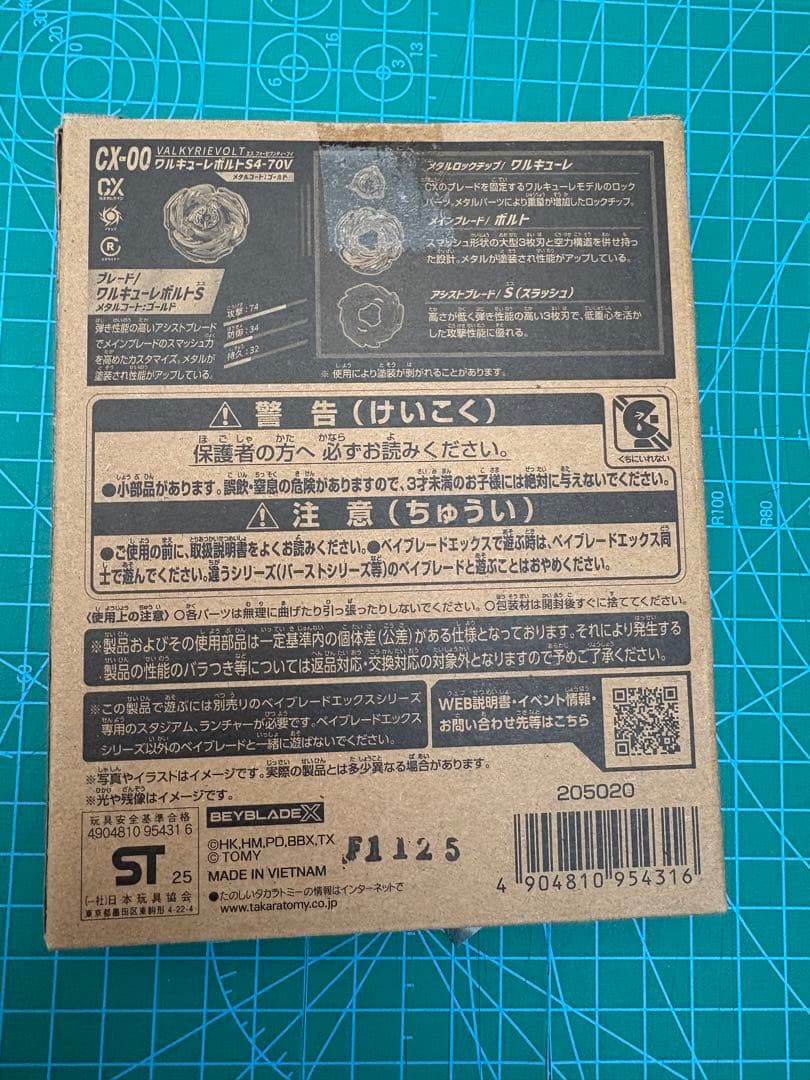 CX-00
VALKYRIEVOLT
ワルキューレボルトS4-70V
メタルコート:ゴールド
CX
R
ブレード/
ワルキューレボルトS
メタルコート:ゴールド
弾き性能の高いアシストブレード
でメインブレードのスマッシュ力
を高めたカスタマイズ。メタルが
塗装され性能がアップしている。
攻撃:74
防御:34
持久:32
メタルロックチップ/ ワルキューレ
CXのブレードを固定するワルキューレモデルのロック
パーツ。メタルパーツにより重量が増加したロックチップ。
メインブレード/ ボルト
スマッシュ形状の大型3枚刃と空力構造を併せ持っ
た設計。メタルが塗装され性能がアップしている。
アシストブレード/ S(スラッシュ)
高さが低く弾き性能の高い3枚刃で、低重心を活か
した攻撃性能に優れる。
※使用により塗装が剥がれることがあります。
警告(けいこく)
保護者の方へ 必ずお読みください。
くちにいれない
●小部品があります。誤飲・窒息の危険がありますので、3才未満のお子様には絶対に与えないでください。
注意(ちゅうい)
●ご使用の前に、取扱説明書をよくお読みください。●ベイブレードエックスで遊ぶ時は、ベイブレードエックス同
士で遊んでください。違うシリーズ(バーストシリーズ等)のベイブレードと遊ぶことはおやめください。
〈使用上の注意〉○各パーツは無理に曲げたり引っ張ったりしないでください。○包装材は開封後すぐに捨ててください。
※製品およびその使用部品は一定基準内の個体差(公差)がある仕様となっております。それにより発生する
製品の性能のバラつき等については返品対応・交換対応の対象外となりますので予めご了承ください。
※この製品で遊ぶには別売りのベイブレードエックスシリーズ
専用のスタジアム、ランチャーが必要です。ベイブレードエックス
シリーズ以外のベイブレードと一緒に遊ばないでください。
WEB説明書・イベント情報・
お問い合わせ先等はこちら
※写真やイラストはイメージです。実際の製品とは多少異なる場合があります。
※光や残像はイメージです。
玩具安全基準合格
4904810 95431 6
ST 25
(一社)日本玩具協会
東京都墨田区東駒形 4-22-4
BEYBLADE X
©HK,HM,PD,BBX,TX
© TOMY
MADE IN VIETNAM
F1125
●たのしいタカラトミーの情報はインターネットで
www.takaratomy.co.jp
205020
4 904810 954316
R100
R80